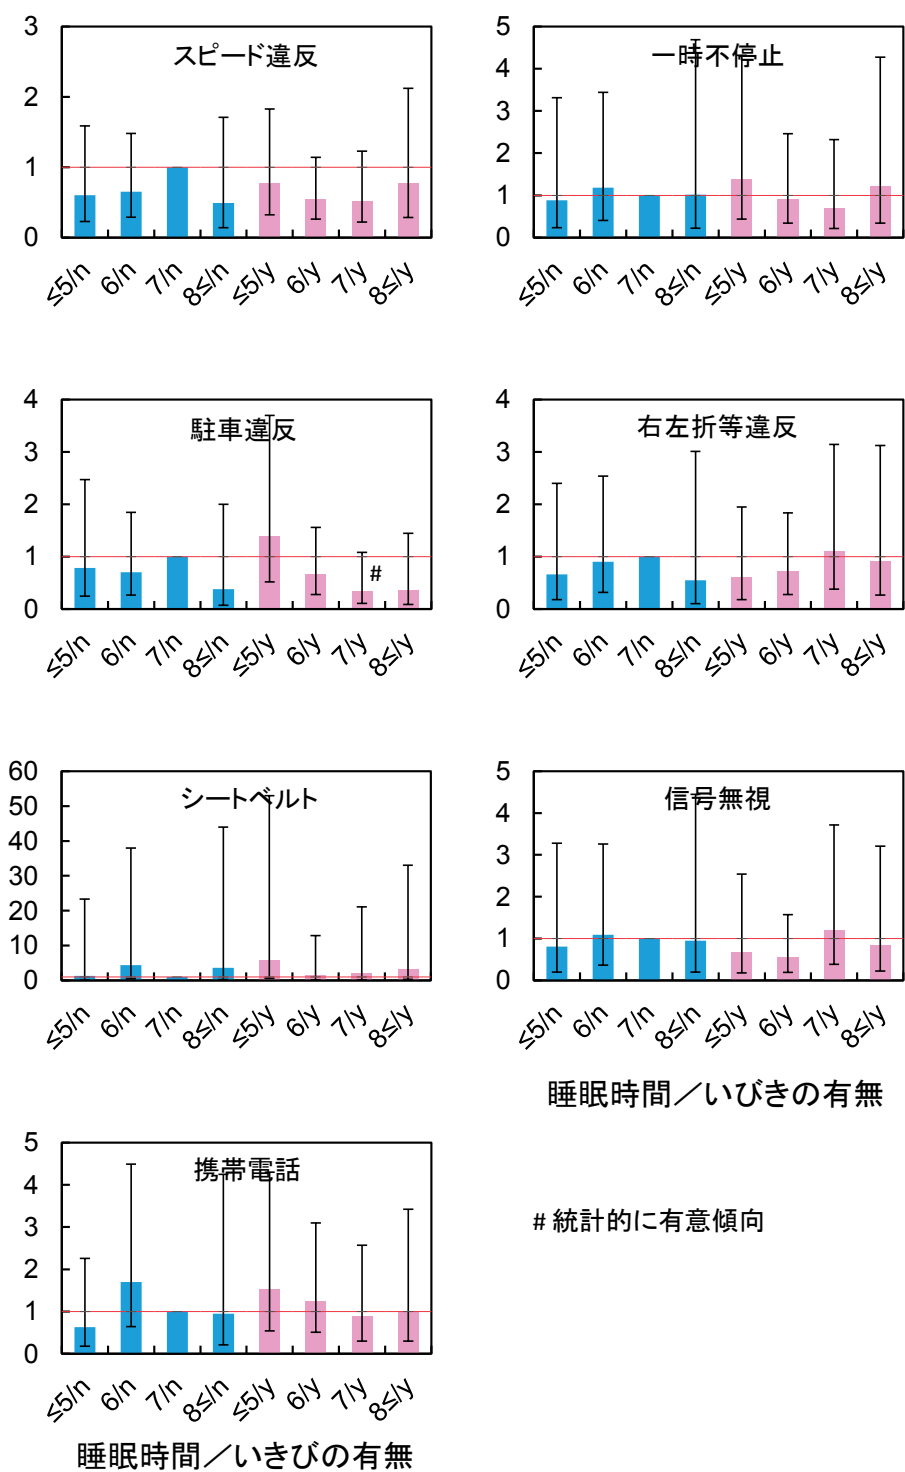 スピード違反
3
2
1
0
≤5/n 6/n 7/n 8≤/n ≤5/y 6/y 7/y 8≤/y
一時不停止
5
4
3
2
1
0
≤5/n 6/n 7/n 8≤/n ≤5/y 6/y 7/y 8≤/y
駐車違反
4
3
2
1
0
#
≤5/n 6/n 7/n 8≤/n ≤5/y 6/y 7/y 8≤/y
右左折等違反
4
3
2
1
0
≤5/n 6/n 7/n 8≤/n ≤5/y 6/y 7/y 8≤/y
シートベルト
60
50
40
30
20
10
0
≤5/n 6/n 7/n 8≤/n ≤5/y 6/y 7/y 8≤/y
信号無視
5
4
3
2
1
0
≤5/n 6/n 7/n 8≤/n ≤5/y 6/y 7/y 8≤/y
睡眠時間／いびきの有無
携帯電話
5
4
3
2
1
0
≤5/n 6/n 7/n 8≤/n ≤5/y 6/y 7/y 8≤/y
睡眠時間／いきびの有無
# 統計的に有意傾向